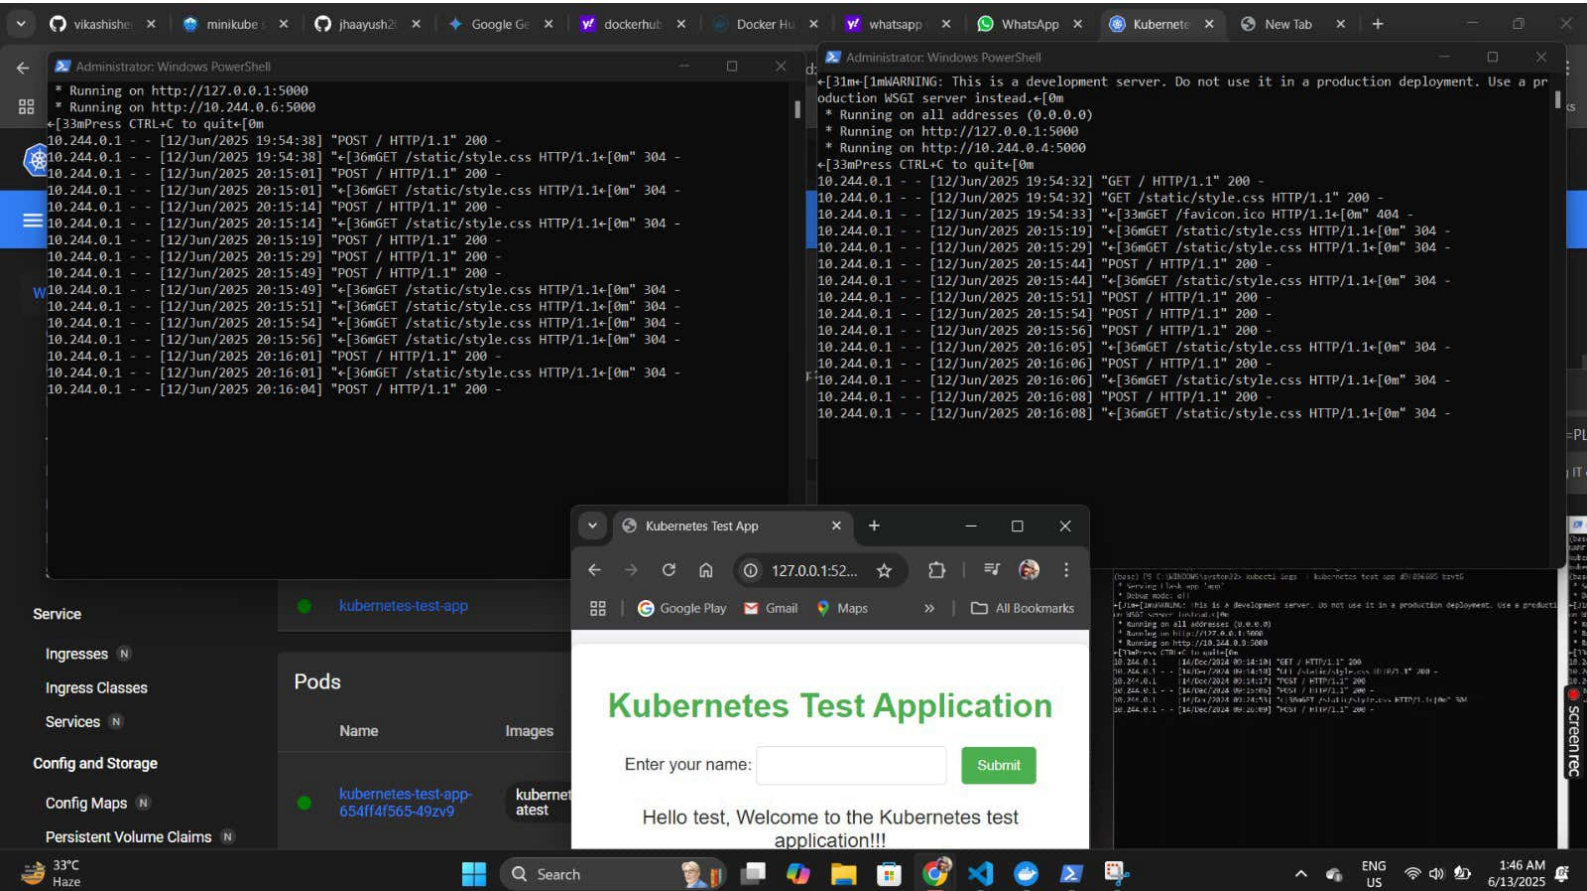 vikashishe
minikube s
jhaayush2
Google Ge
dockerhub
Docker Hu
whatsapp
WhatsApp
Kubernete
New Tab
Administrator: Windows PowerShell
* Running on http://127.0.0.1:5000
* Running on http://10.244.0.6:5000
←[33mPress CTRL+C to quit←[0m
10.244.0.1 - - [12/Jun/2025 19:54:38] "POST / HTTP/1.1" 200 -
10.244.0.1 - - [12/Jun/2025 19:54:38] "←[36mGET /static/style.css HTTP/1.1←[0m" 304 -
10.244.0.1 - - [12/Jun/2025 20:15:01] "POST / HTTP/1.1" 200 -
10.244.0.1 - - [12/Jun/2025 20:15:01] "←[36mGET /static/style.css HTTP/1.1←[0m" 304 -
10.244.0.1 - - [12/Jun/2025 20:15:14] "POST / HTTP/1.1" 200 -
10.244.0.1 - - [12/Jun/2025 20:15:14] "←[36mGET /static/style.css HTTP/1.1←[0m" 304 -
10.244.0.1 - - [12/Jun/2025 20:15:19] "POST / HTTP/1.1" 200 -
10.244.0.1 - - [12/Jun/2025 20:15:29] "POST / HTTP/1.1" 200 -
10.244.0.1 - - [12/Jun/2025 20:15:49] "POST / HTTP/1.1" 200 -
10.244.0.1 - - [12/Jun/2025 20:15:49] "←[36mGET /static/style.css HTTP/1.1←[0m" 304 -
10.244.0.1 - - [12/Jun/2025 20:15:51] "←[36mGET /static/style.css HTTP/1.1←[0m" 304 -
10.244.0.1 - - [12/Jun/2025 20:15:54] "←[36mGET /static/style.css HTTP/1.1←[0m" 304 -
10.244.0.1 - - [12/Jun/2025 20:15:56] "←[36mGET /static/style.css HTTP/1.1←[0m" 304 -
10.244.0.1 - - [12/Jun/2025 20:16:01] "POST / HTTP/1.1" 200 -
10.244.0.1 - - [12/Jun/2025 20:16:01] "←[36mGET /static/style.css HTTP/1.1←[0m" 304 -
10.244.0.1 - - [12/Jun/2025 20:16:04] "POST / HTTP/1.1" 200 -
Administrator: Windows PowerShell
←[31m←[1mWARNING: This is a development server. Do not use it in a production deployment. Use a pr
oduction WSGI server instead.←[0m
* Running on all addresses (0.0.0.0)
* Running on http://127.0.0.1:5000
* Running on http://10.244.0.4:5000
←[33mPress CTRL+C to quit←[0m
10.244.0.1 - - [12/Jun/2025 19:54:32] "GET / HTTP/1.1" 200 -
10.244.0.1 - - [12/Jun/2025 19:54:32] "GET /static/style.css HTTP/1.1" 200 -
10.244.0.1 - - [12/Jun/2025 19:54:33] "←[33mGET /favicon.ico HTTP/1.1←[0m" 404 -
10.244.0.1 - - [12/Jun/2025 20:15:19] "←[36mGET /static/style.css HTTP/1.1←[0m" 304 -
10.244.0.1 - - [12/Jun/2025 20:15:29] "←[36mGET /static/style.css HTTP/1.1←[0m" 304 -
10.244.0.1 - - [12/Jun/2025 20:15:44] "POST / HTTP/1.1" 200 -
10.244.0.1 - - [12/Jun/2025 20:15:44] "←[36mGET /static/style.css HTTP/1.1←[0m" 304 -
10.244.0.1 - - [12/Jun/2025 20:15:51] "POST / HTTP/1.1" 200 -
10.244.0.1 - - [12/Jun/2025 20:15:54] "POST / HTTP/1.1" 200 -
10.244.0.1 - - [12/Jun/2025 20:15:56] "POST / HTTP/1.1" 200 -
10.244.0.1 - - [12/Jun/2025 20:16:05] "←[36mGET /static/style.css HTTP/1.1←[0m" 304 -
10.244.0.1 - - [12/Jun/2025 20:16:06] "POST / HTTP/1.1" 200 -
10.244.0.1 - - [12/Jun/2025 20:16:06] "←[36mGET /static/style.css HTTP/1.1←[0m" 304 -
10.244.0.1 - - [12/Jun/2025 20:16:08] "POST / HTTP/1.1" 200 -
10.244.0.1 - - [12/Jun/2025 20:16:08] "←[36mGET /static/style.css HTTP/1.1←[0m" 304 -
Kubernetes Test App
127.0.0.1:52...
Google Play
Gmail
Maps
All Bookmarks
Kubernetes Test Application
Enter your name:
Submit
Hello test, Welcome to the Kubernetes test
application!!!
Service
Ingresses N
Ingress Classes
Services N
Config and Storage
Config Maps N
Persistent Volume Claims N
kubernetes-test-app
Pods
Name
Images
kubernetes-test-app-
654ff4f565-49zv9
kubernet
atest
* Debug mode: off
* Running on all addresses (0.0.0.0)
* Running on http://127.0.0.1:5000
screenrec
33°C
Haze
Search
ENG
US
1:46 AM
6/13/2025